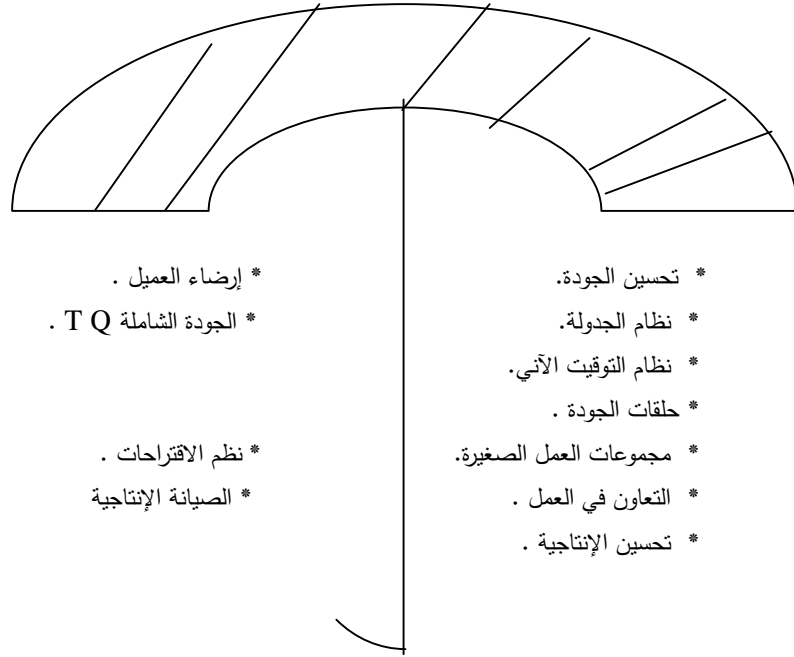 * تحسين الجودة.
* نظام الجدولة.
* نظام التوقيت الآني.
* حلقات الجودة .
* مجموعات العمل الصغيرة.
* التعاون في العمل .
* تحسين الإنتاجية .
* إرضاء العميل .
* الجودة الشاملة T Q .
* نظم الاقتراحات .
* الصيانة الإنتاجية